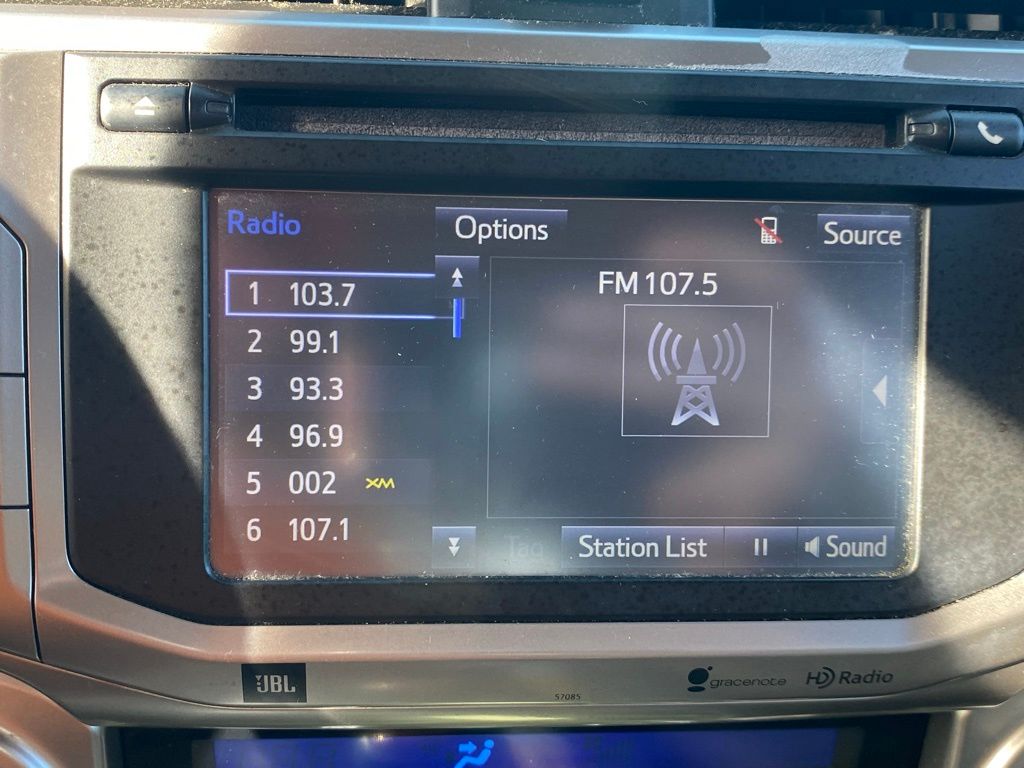 Radio
Options
Source
FM 107.5
1 103.7
2 99.1
3 93.3
4 96.9
5 002 XM
6 107.1
Tag
Station List
Sound
JBL
57085
gracenote
HD Radio